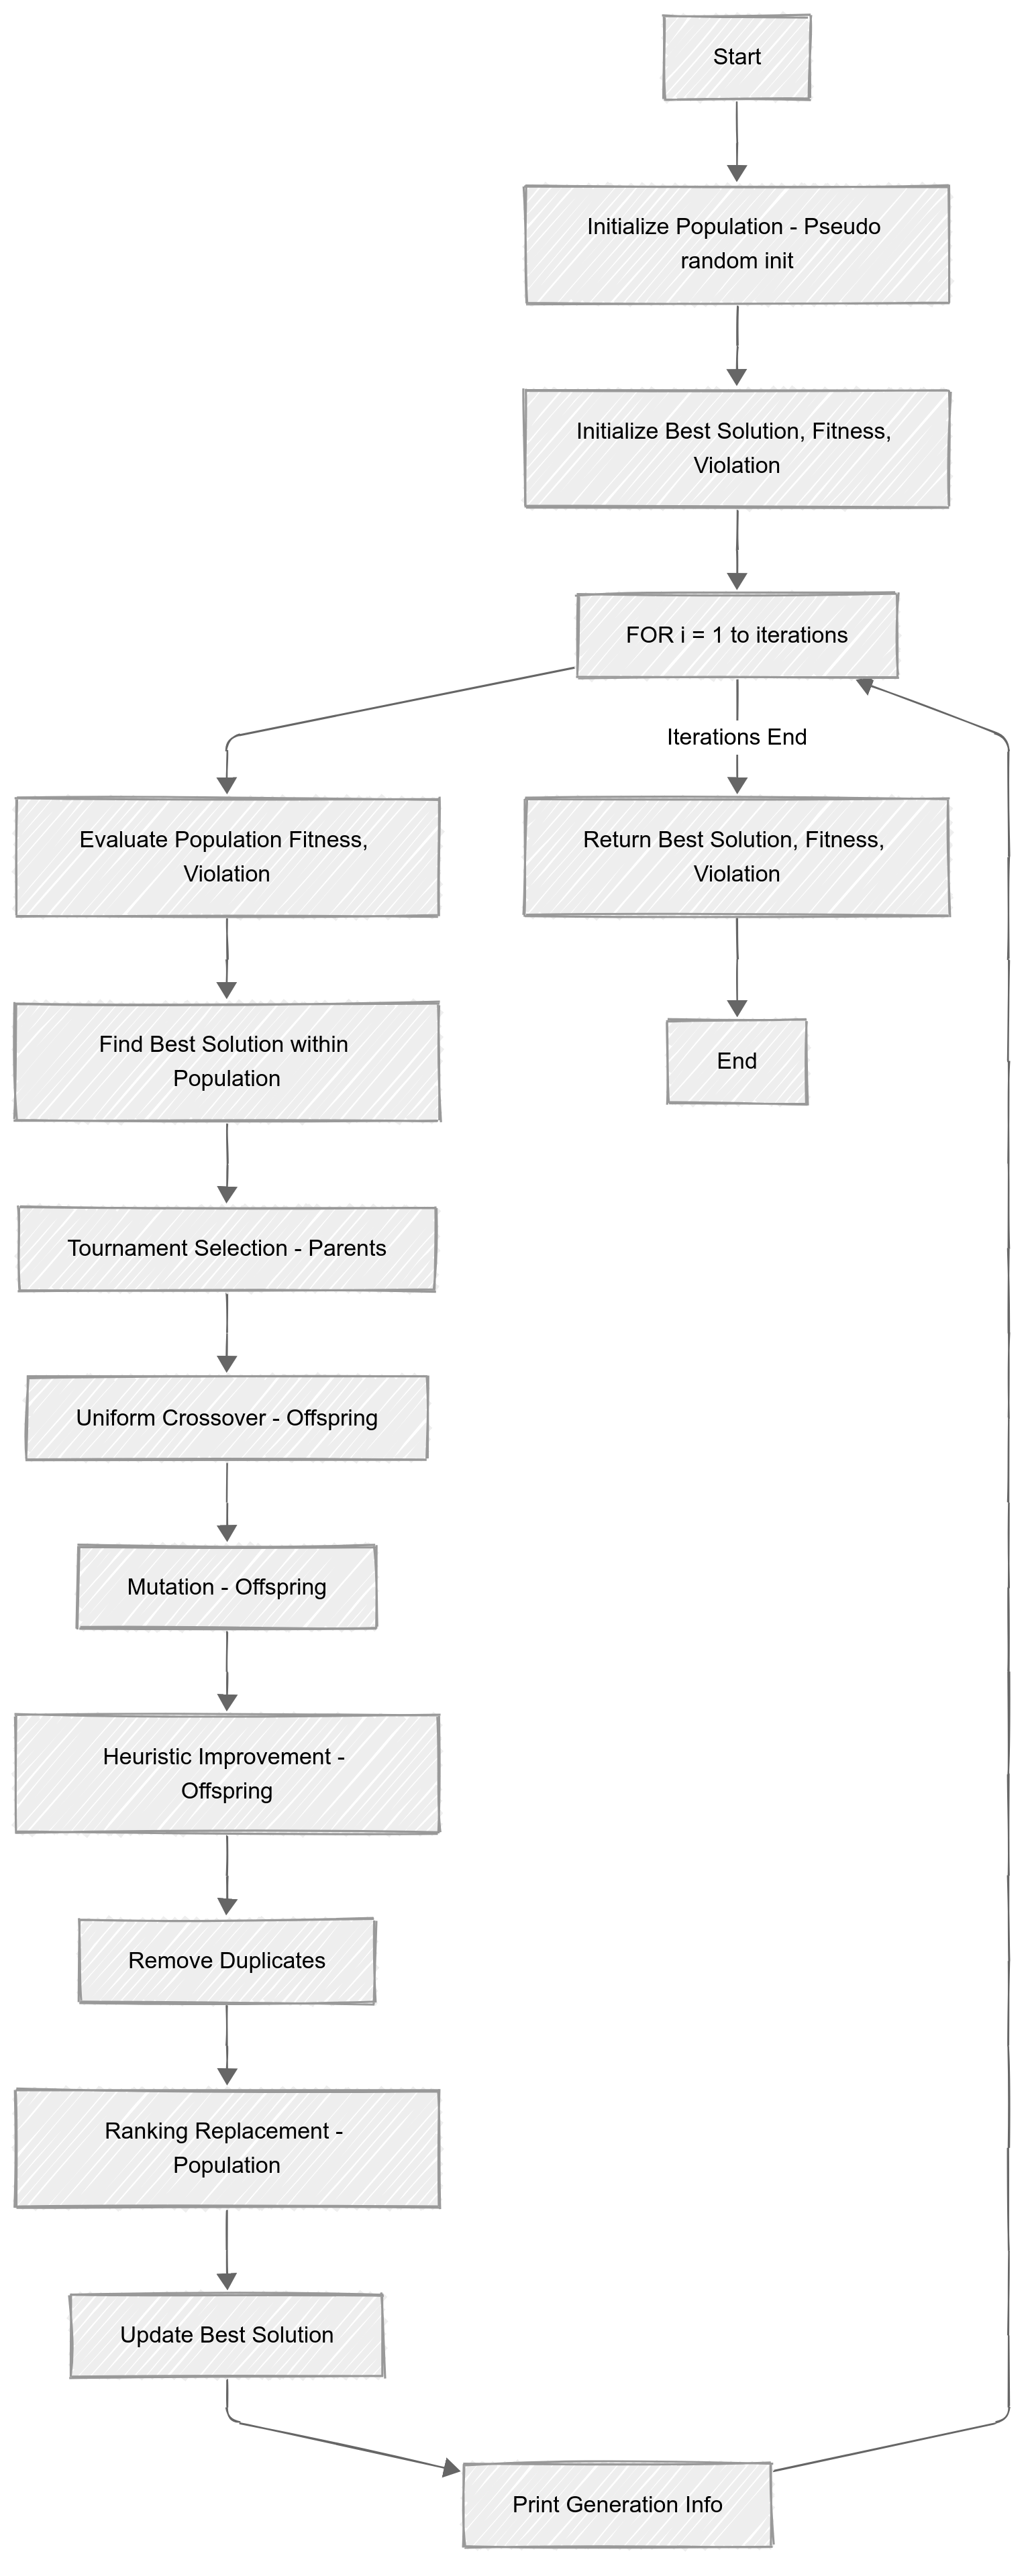 Start
Initialize Population - Pseudo
random init
Initialize Best Solution, Fitness,
Violation
FOR i = 1 to iterations
Iterations End
Evaluate Population Fitness,
Violation
Return Best Solution, Fitness,
Violation
Find Best Solution within
Population
End
Tournament Selection - Parents
Uniform Crossover - Offspring
Mutation - Offspring
Heuristic Improvement -
Offspring
Remove Duplicates
Ranking Replacement -
Population
Update Best Solution
Print Generation Info